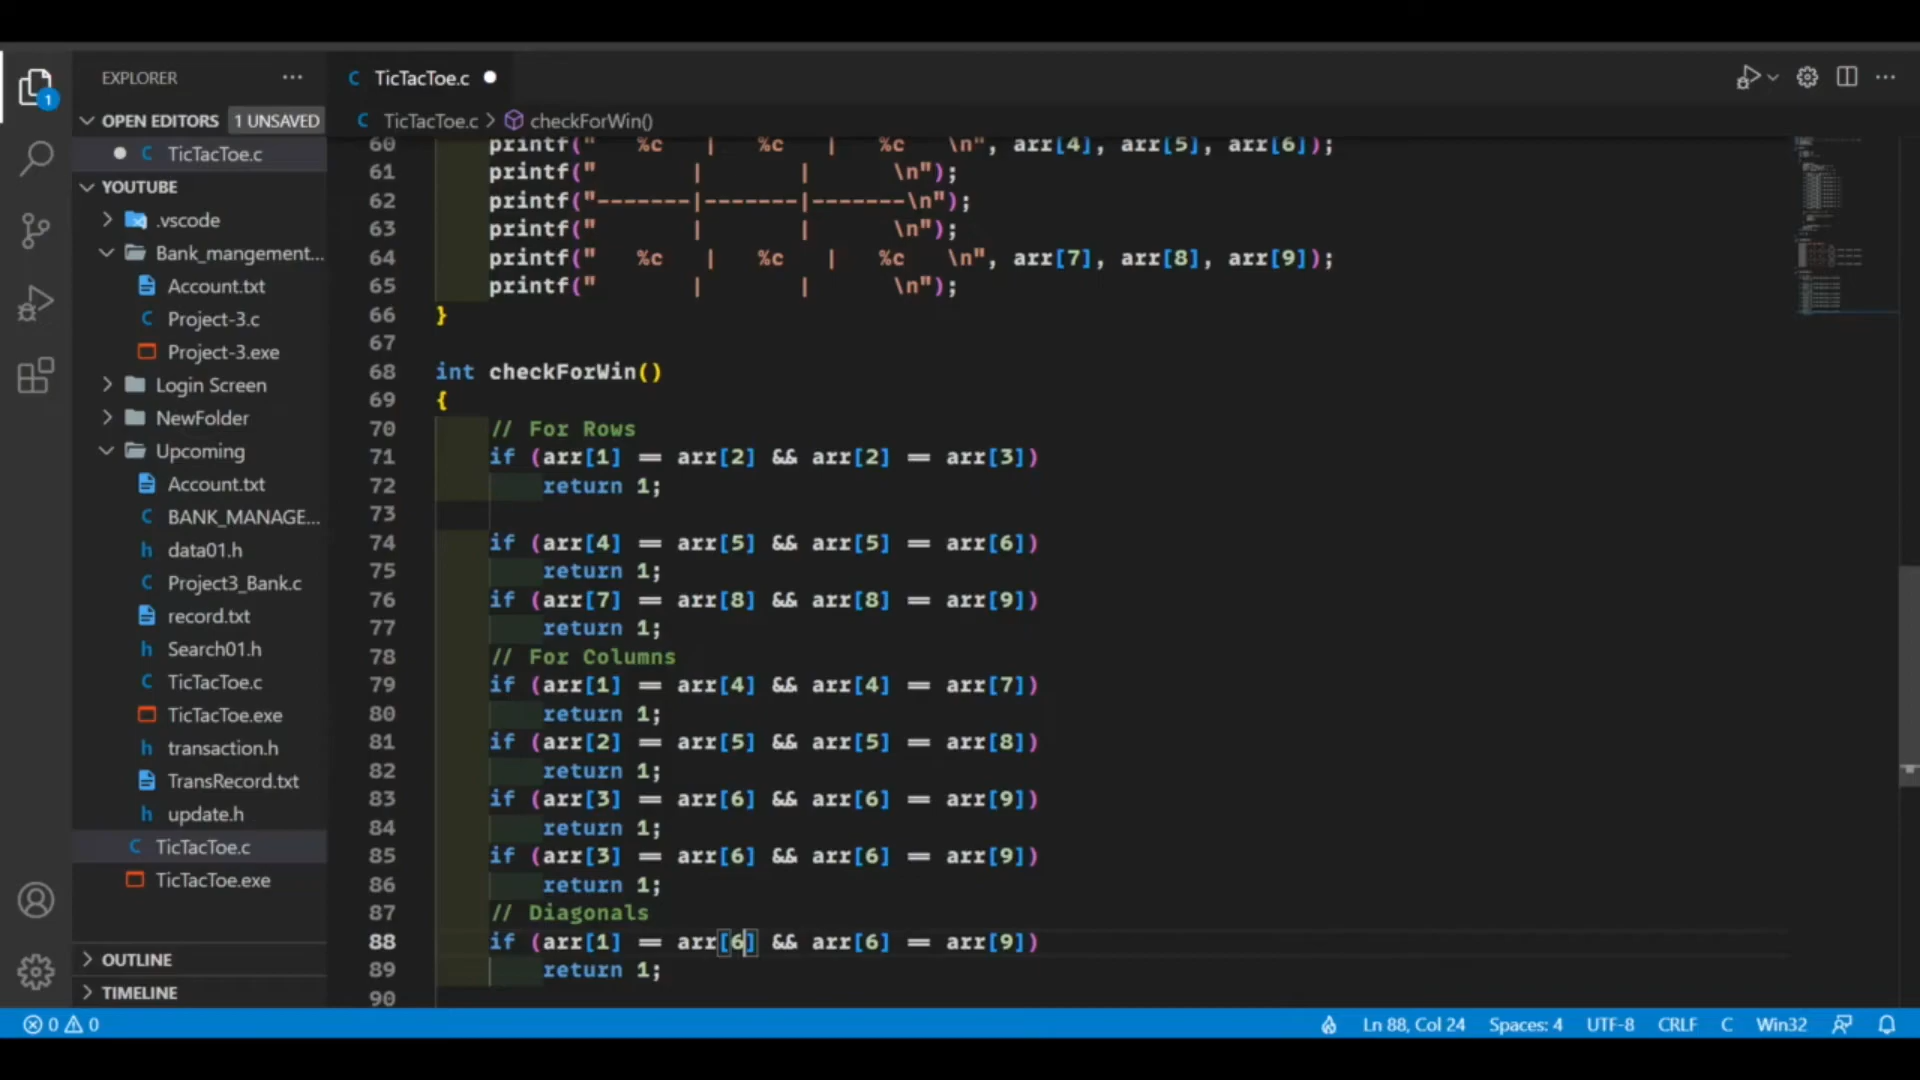 EXPLORER
TicTacToe.c
OPEN EDITORS 1 UNSAVED
TicTacToe.c > checkForWin()
TicTacToe.c
YOUTUBE
.vscode
Bank_mangement...
Account.txt
Project-3.c
Project-3.exe
Login Screen
NewFolder
Upcoming
Account.txt
BANK_MANAGE...
data01.h
Project3_Bank.c
record.txt
Search01.h
TicTacToe.c
TicTacToe.exe
transaction.h
TransRecord.txt
update.h
TicTacToe.c
TicTacToe.exe
OUTLINE
TIMELINE
1
60 printf("   %c   |   %c   |   %c   \n", arr[4], arr[5], arr[6]);
61 printf("       |       |       \n");
62 printf("-------|-------|-------\n");
63 printf("       |       |       \n");
64 printf("   %c   |   %c   |   %c   \n", arr[7], arr[8], arr[9]);
65 printf("       |       |       \n");
66 }
67
68 int checkForWin()
69 {
70 // For Rows
71 if (arr[1] == arr[2] && arr[2] == arr[3])
72 return 1;
73
74 if (arr[4] == arr[5] && arr[5] == arr[6])
75 return 1;
76 if (arr[7] == arr[8] && arr[8] == arr[9])
77 return 1;
78 // For Columns
79 if (arr[1] == arr[4] && arr[4] == arr[7])
80 return 1;
81 if (arr[2] == arr[5] && arr[5] == arr[8])
82 return 1;
83 if (arr[3] == arr[6] && arr[6] == arr[9])
84 return 1;
85 if (arr[3] == arr[6] && arr[6] == arr[9])
86 return 1;
87 // Diagonals
88 if (arr[1] == arr[6] && arr[6] == arr[9])
89 return 1;
90
0 0 Ln 88, Col 24 Spaces: 4 UTF-8 CRLF C Win32